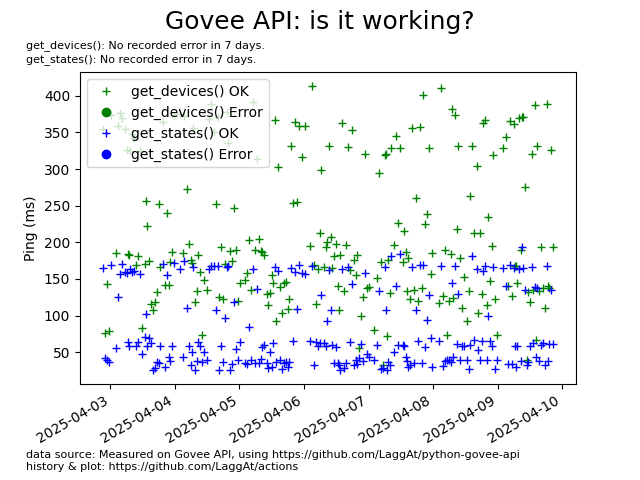 Govee API: is it working?
get_devices(): No recorded error in 7 days.
get_states(): No recorded error in 7 days.
get_devices() OK
get_devices() Error
get_states() OK
get_states() Error
Ping (ms)
400
350
300
250
200
150
100
50
2025-04-03
2025-04-04
2025-04-05
2025-04-06
2025-04-07
2025-04-08
2025-04-09
2025-04-10
data source: Measured on Govee API, using https://github.com/LaggAt/python-govee-api
history & plot: https://github.com/LaggAt/actions